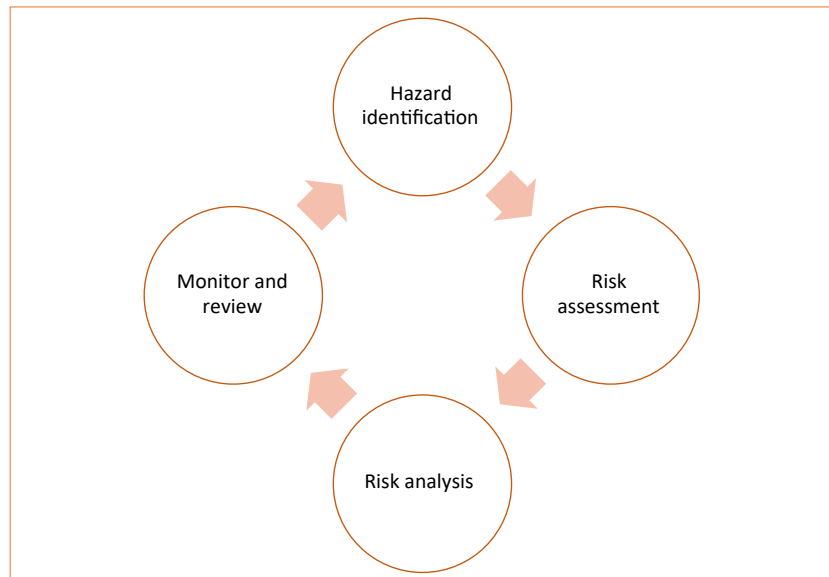 Hazard
identification
Risk
assessment
Risk analysis
Monitor and
review